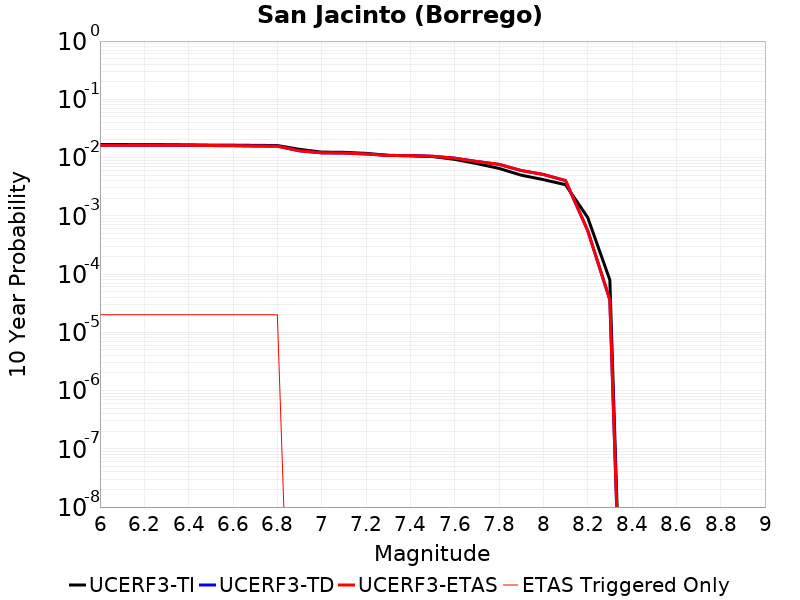 San Jacinto (Borrego)
10 Year Probability
10^0
10^-1
10^-2
10^-3
10^-4
10^-5
10^-6
10^-7
10^-8
6 6.2 6.4 6.6 6.8 7 7.2 7.4 7.6 7.8 8 8.2 8.4 8.6 8.8 9
Magnitude
UCERF3-TI UCERF3-TD UCERF3-ETAS ETAS Triggered Only